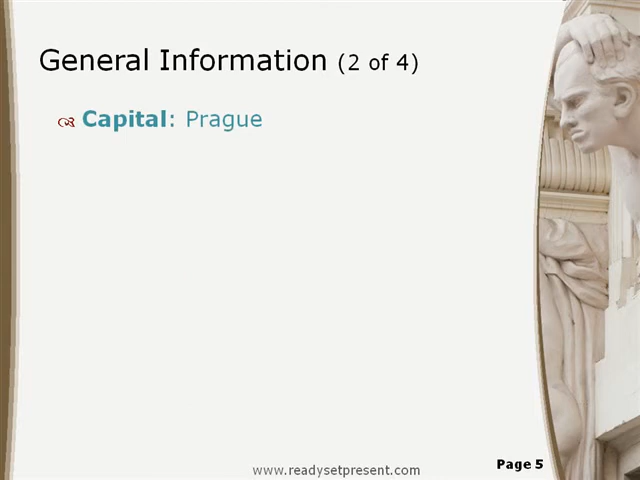 General Information (2 of 4)
Capital: Prague
www.readysetpresent.com
Page 5